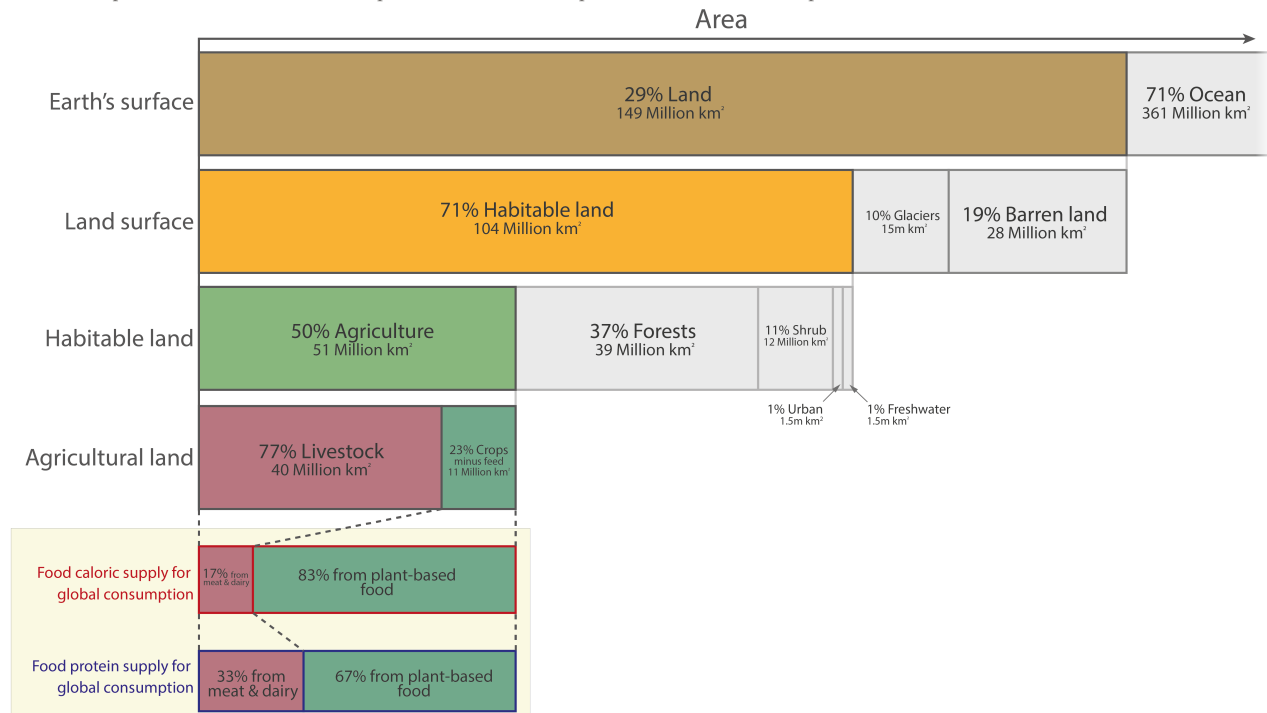 Area
Earth's surface
29% Land
149 Million km²
71% Ocean
361 Million km²
Land surface
71% Habitable land
104 Million km²
10% Glaciers
15m km²
19% Barren land
28 Million km²
Habitable land
50% Agriculture
51 Million km²
37% Forests
39 Million km²
11% Shrub
12 Million km²
1% Urban
1.5m km²
1% Freshwater
1.5m km²
Agricultural land
77% Livestock
40 Million km²
23% Crops
minus feed
11 Million km²
Food caloric supply for
global consumption
17% from
meat & dairy
83% from plant-based
food
Food protein supply for
global consumption
33% from
meat & dairy
67% from plant-based
food